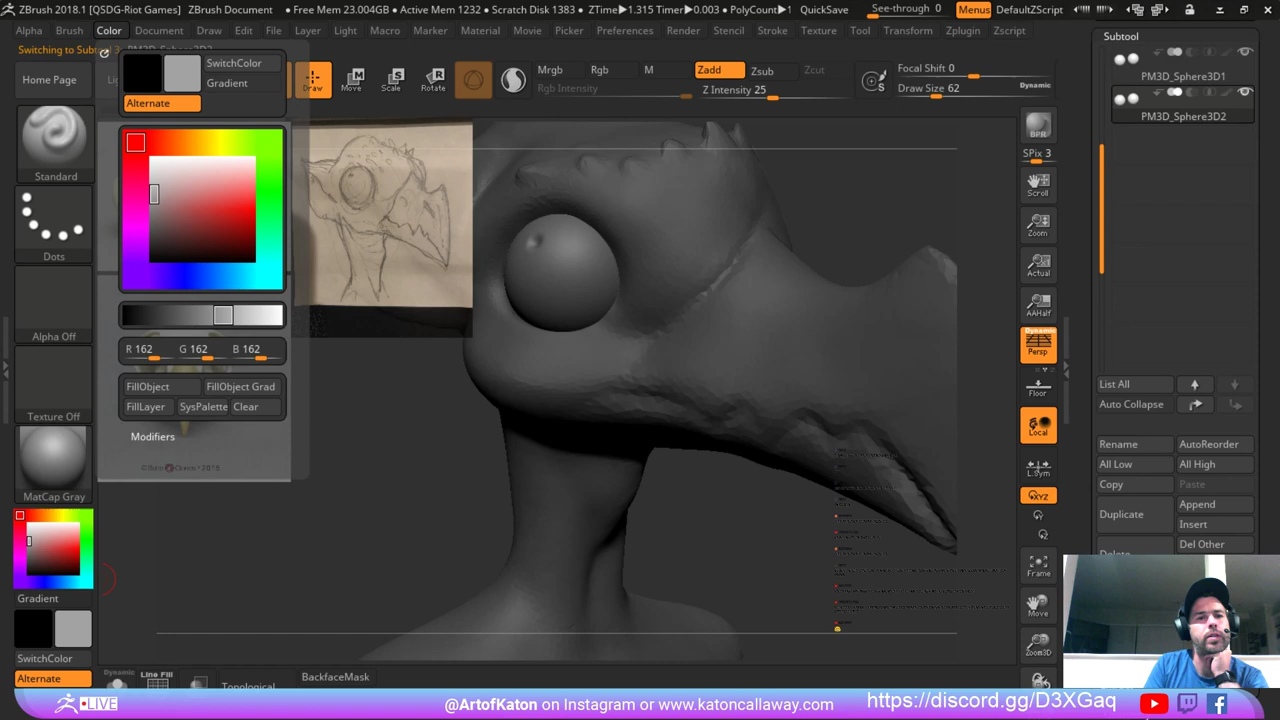 ZBrush 2018.1 [QSDG-Riot Games]
ZBrush Document
• Free Mem 23.004GB • Active Mem 1232 • Scratch Disk 1383 • ZTime▶1.315 Timer▶0.003 • PolyCount▶1
QuickSave
See-through 0
Menus
DefaultZScript
Alpha Brush Color Document Draw Edit File Layer Light Macro Marker Material Movie Picker Preferences Render Stencil Stroke Texture Tool Transform Zplugin Zscript
Switching to Subtool
Home Page
SwitchColor
Gradient
Alternate
Draw
Move
Scale
Rotate
Mrgb
Rgb
M
Rgb Intensity
Zadd
Zsub
Zcut
Z Intensity 25
Focal Shift 0
Draw Size 62
Dynamic
Subtool
PM3D_Sphere3D1
PM3D_Sphere3D2
Standard
Dots
Alpha Off
Texture Off
MatCap Gray
Gradient
SwitchColor
Alternate
R 162
G 162
B 162
FillObject
FillObject Grad
FillLayer
SysPalette
Clear
Modifiers
BPR
SPix 3
Scroll
Zoom
Actual
AAHalf
Dynamic
Persp
Floor
Local
L.Sym
XYZ
Frame
Move
Zoom3D
List All
Auto Collapse
Rename
AutoReorder
All Low
All High
Copy
Paste
Duplicate
Append
Insert
Delete
Del Other
Dynamic
Line Fill
Topological
BackfaceMask
LIVE
@ArtofKaton on Instagram or www.katoncallaway.com
https://discord.gg/D3XGaq